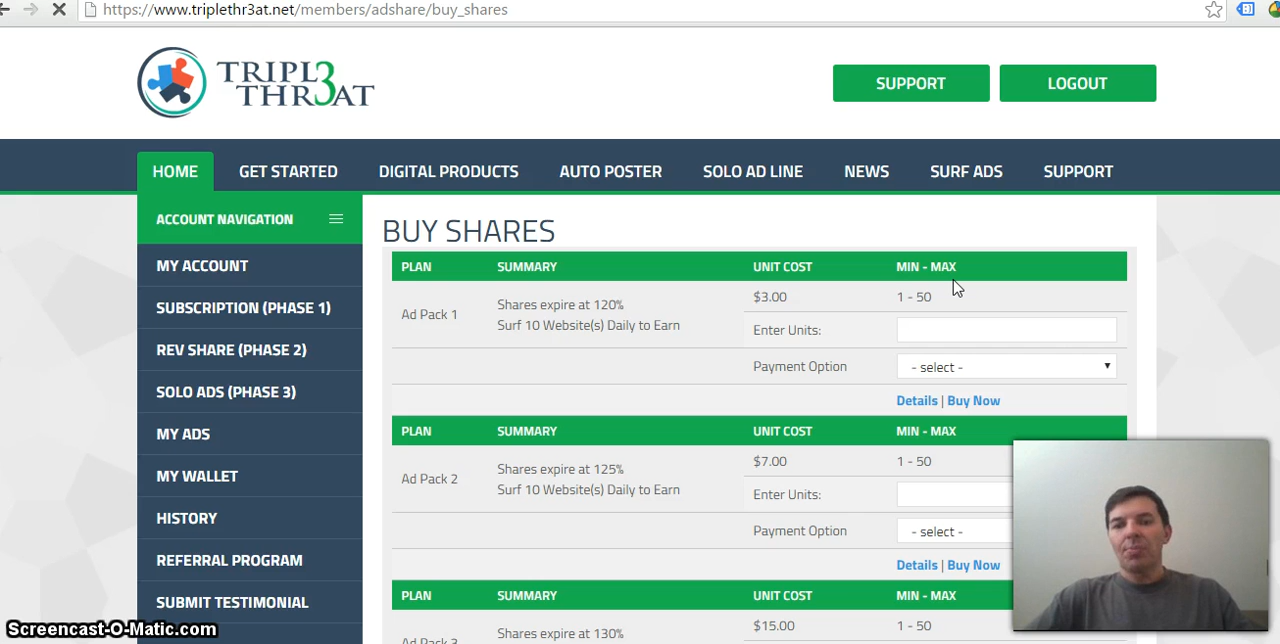 https://www.triplethr3at.net/members/adshare/buy_shares
TRIPL3
THR3AT
SUPPORT
LOGOUT
HOME
GET STARTED
DIGITAL PRODUCTS
AUTO POSTER
SOLO AD LINE
NEWS
SURF ADS
SUPPORT
ACCOUNT NAVIGATION
MY ACCOUNT
SUBSCRIPTION (PHASE 1)
REV SHARE (PHASE 2)
SOLO ADS (PHASE 3)
MY ADS
MY WALLET
HISTORY
REFERRAL PROGRAM
SUBMIT TESTIMONIAL
BUY SHARES
PLAN SUMMARY UNIT COST MIN - MAX
Ad Pack 1
Shares expire at 120%
Surf 10 Website(s) Daily to Earn
$3.00 1 - 50
Enter Units:
Payment Option - select -
Details | Buy Now
PLAN SUMMARY UNIT COST MIN - MAX
Ad Pack 2
Shares expire at 125%
Surf 10 Website(s) Daily to Earn
$7.00 1 - 50
Enter Units:
Payment Option - select -
Details | Buy Now
PLAN SUMMARY UNIT COST MIN - MAX
Ad Pack 3
Shares expire at 130%
$15.00 1 - 50
Screencast-O-Matic.com